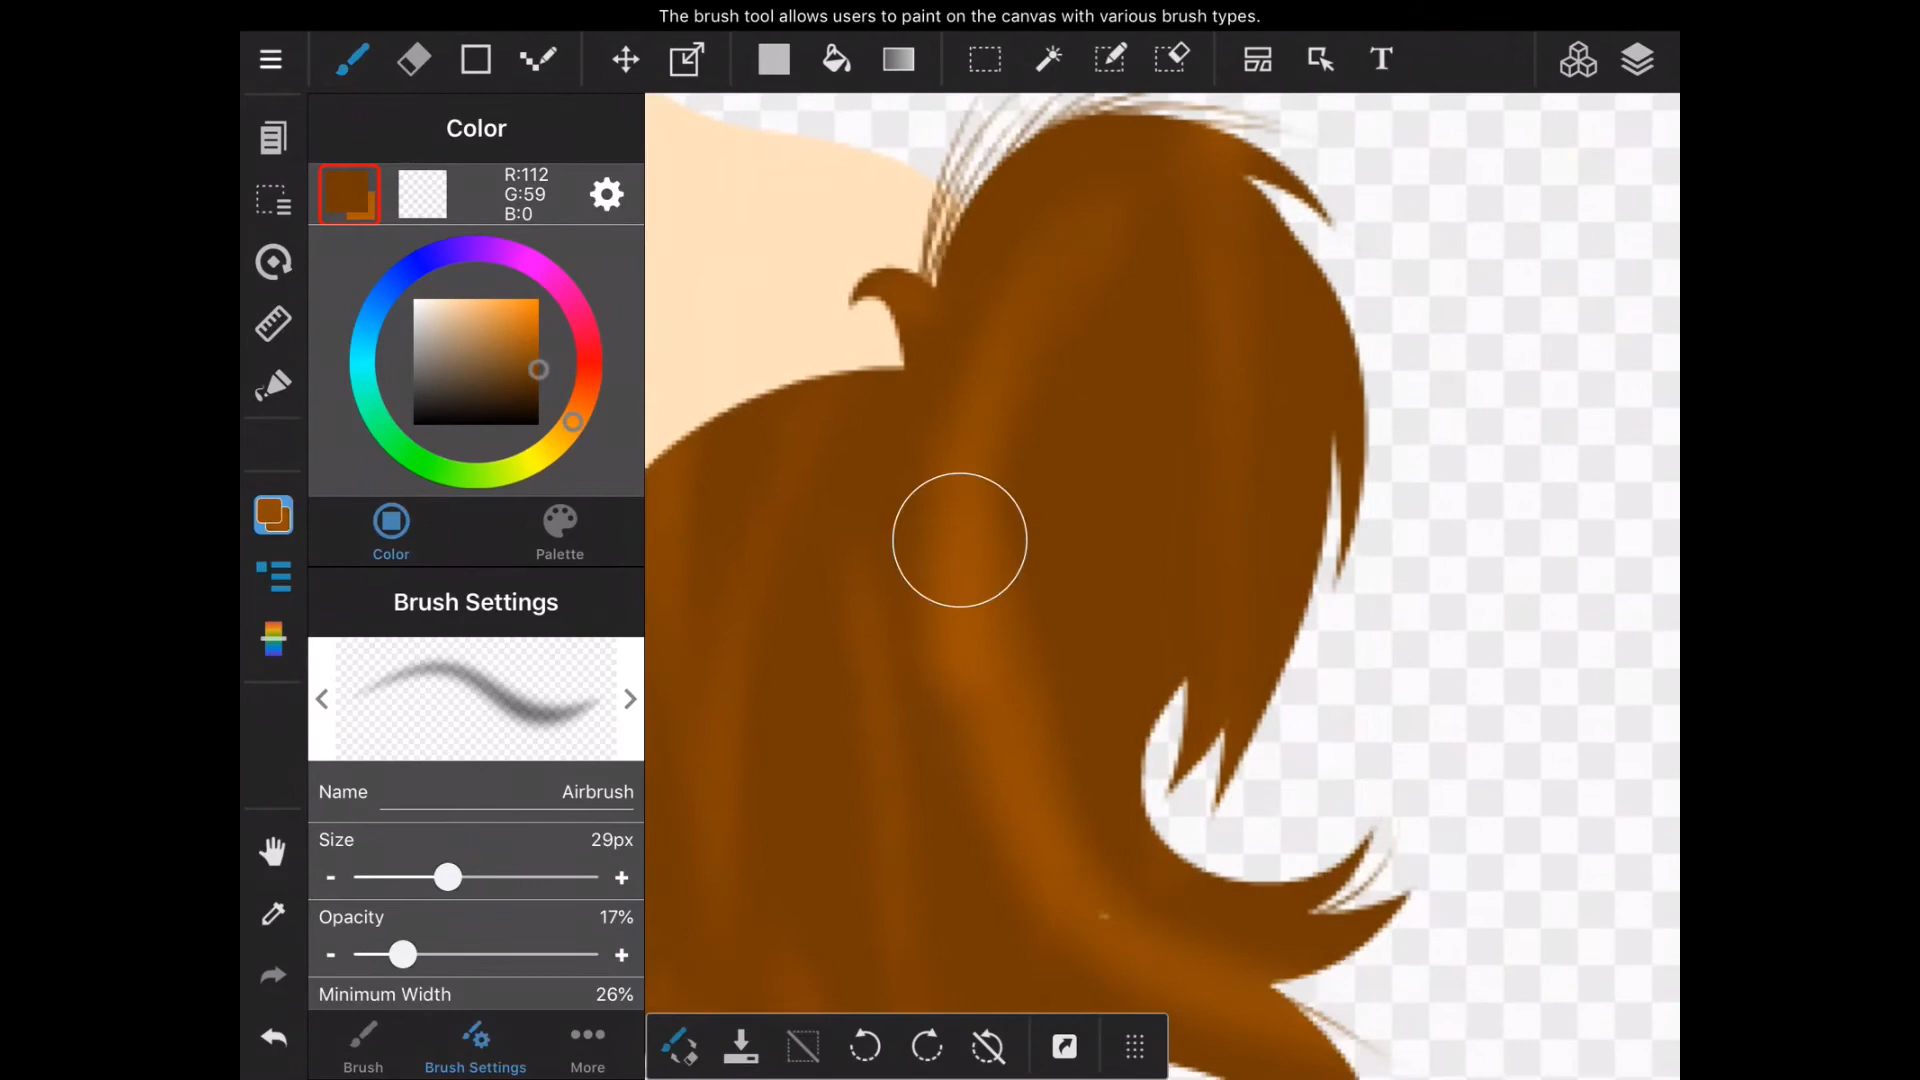 The brush tool allows users to paint on the canvas with various brush types.
T
Color
R:112
G:59
B:0
Color
Palette
Brush Settings
Name
Airbrush
Size
29px
-
+
Opacity
17%
-
+
Minimum Width
26%
Brush
Brush Settings
More